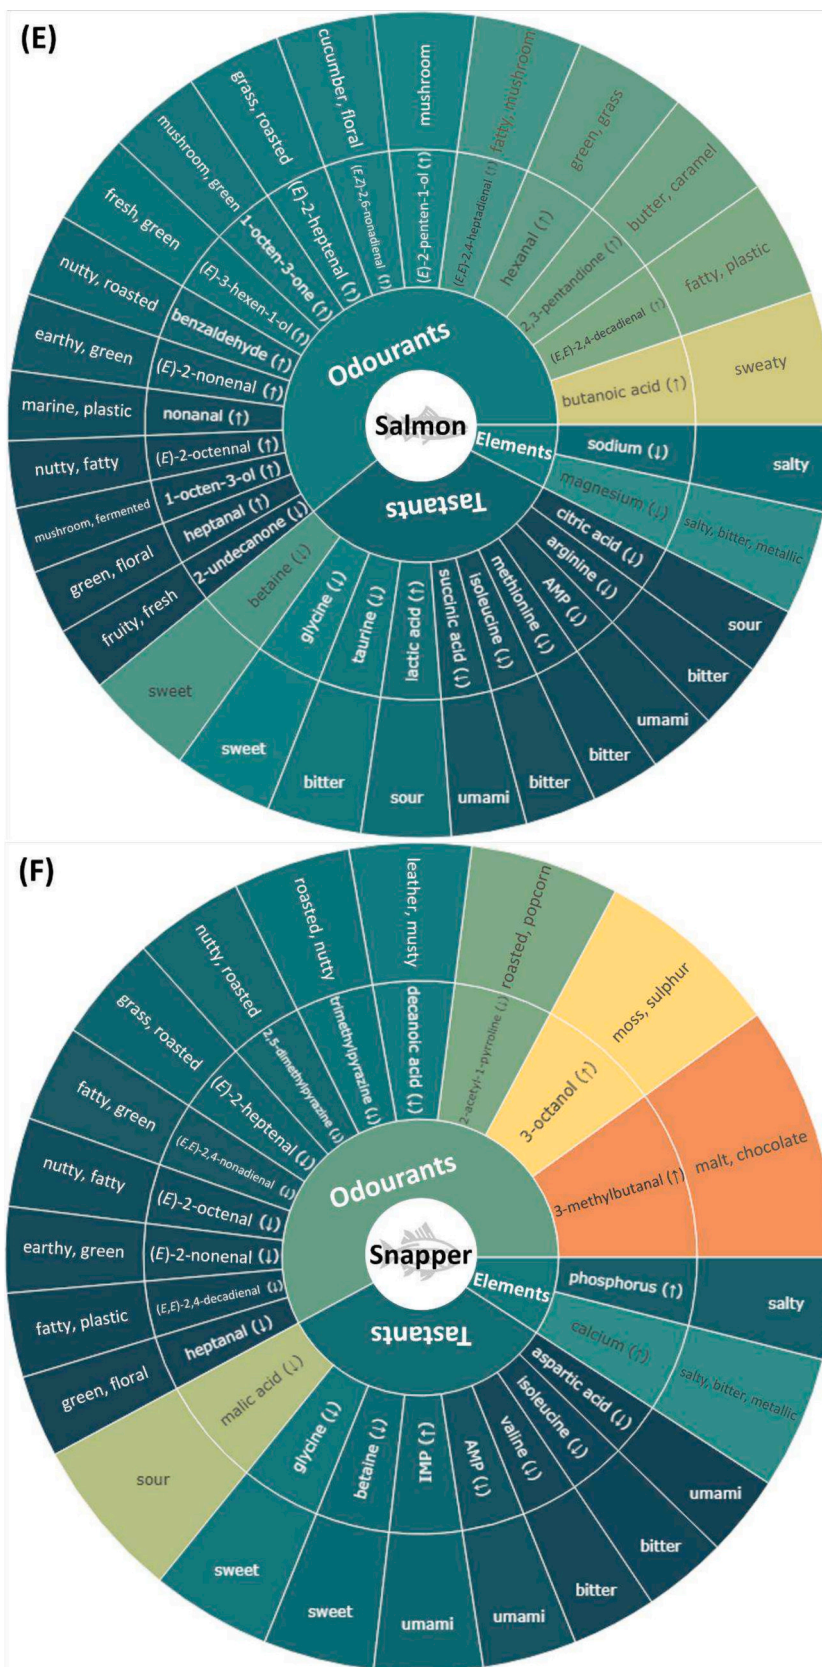 (E)
Salmon
Odourants
Elements
Tastants
butanoic acid (↑)
sweaty
(E,E)-2,4-decadienal (↑)
fatty, plastic
2,3-pentandione (↑)
butter, caramel
hexanal (↑)
green, grass
(E,E)-2,4-heptadienal (↑)
fatty, mushroom
(E)-2-penten-1-ol (↑)
mushroom
(E,Z)-2,6-nonadienal (↑)
cucumber, floral
(E)-2-heptenal (↑)
grass, roasted
1-octen-3-one (↑)
mushroom, green
(E)-3-hexen-1-ol (↑)
fresh, green
benzaldehyde (↑)
nutty, roasted
(E)-2-nonenal (↑)
earthy, green
nonanal (↑)
marine, plastic
(E)-2-octennal (↑)
nutty, fatty
1-octen-3-ol (↑)
mushroom, fermented
heptanal (↑)
green, floral
2-undecanone (↓)
fruity, fresh
betaine (↓)
sweet
glycine (↓)
sweet
taurine (↓)
bitter
lactic acid (↑)
sour
succinic acid (↓)
umami
isoleucine (↓)
bitter
methionine (↓)
bitter
AMP (↓)
umami
arginine (↓)
bitter
citric acid (↓)
sour
magnesium (↓)
salty, bitter, metallic
sodium (↓)
salty
(F)
Snapper
Odourants
Elements
Tastants
3-methylbutanal (↑)
malt, chocolate
3-octanol (↑)
moss, sulphur
2-acetyl-1-pyrroline (↓)
roasted, popcorn
decanoic acid (↓)
leather, musty
trimethylpyrazine (↓)
roasted, nutty
2,5-dimethylpyrazine (↓)
nutty, roasted
(E)-2-heptenal (↓)
grass, roasted
(E,E)-2,4-nonadienal (↓)
fatty, green
(E)-2-octenal (↓)
nutty, fatty
(E)-2-nonenal (↑)
earthy, green
(E,E)-2,4-decadienal (↓)
fatty, plastic
heptanal (↓)
green, floral
malic acid (↓)
sour
glycine (↓)
sweet
betaine (↓)
sweet
IMP (↑)
umami
AMP (↓)
umami
valine (↓)
bitter
isoleucine (↓)
bitter
aspartic acid (↓)
umami
calcium (↑)
salty, bitter, metallic
phosphorus (↑)
salty